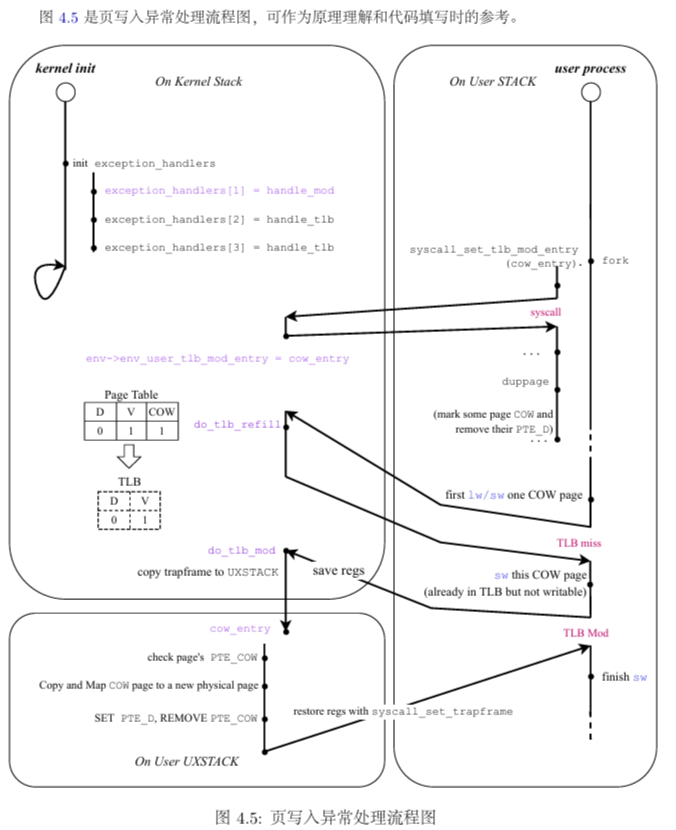 图 4.5 是页写入异常处理流程图，可作为原理理解和代码填写时的参考。
kernel init
On Kernel Stack
init exception_handlers
exception_handlers[1] = handle_mod
exception_handlers[2] = handle_tlb
exception_handlers[3] = handle_tlb
On User STACK
user process
syscall_set_tlb_mod_entry
(cow_entry).
fork
syscall
env->env_user_tlb_mod_entry = cow_entry
...
duppage
(mark some page COW and
remove their PTE_D)
...
Page Table
D V COW
0 1 1
TLB
D V
0 1
do_tlb_refill
first lw/sw one COW page
TLB miss
do_tlb_mod
copy trapframe to UXSTACK
save regs
sw this COW page
(already in TLB but not writable)
TLB Mod
cow_entry
check page's PTE_COW
Copy and Map COW page to a new physical page
SET PTE_D, REMOVE PTE_COW
On User UXSTACK
restore regs with syscall_set_trapframe
finish sw
图 4.5: 页写入异常处理流程图